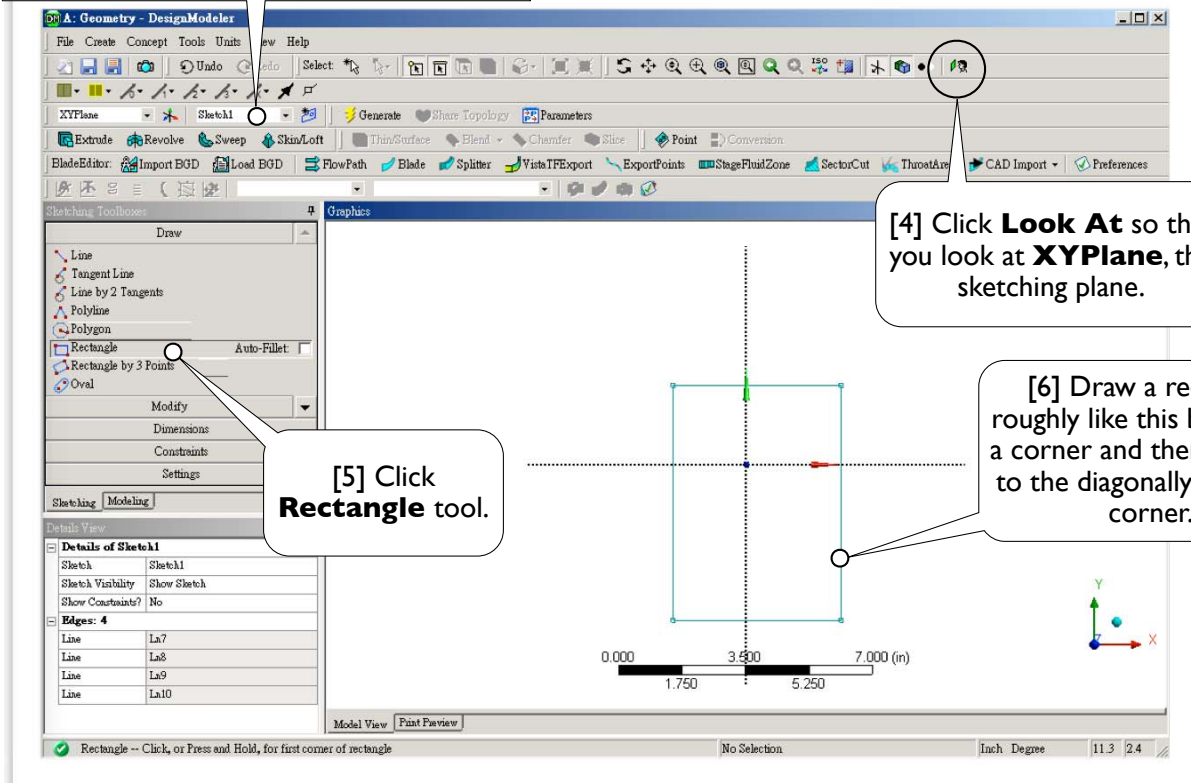 A: Geometry - DesignModeler
File Create Concept Tools Units View Help
Undo Redo Select:
XYPlane Sketch1 Generate Share Topology Parameters
Extrude Revolve Sweep Skin/Loft Thin/Surface Blend Chamfer Slice Point Conversion
BladeEditor: Import BGD Load BGD FlowPath Blade Splitter VistaTFExport ExportPoints StageFluidZone SectorCut ThroatAre CAD Import Preferences
Sketching Toolboxes
Draw
Line
Tangent Line
Line by 2 Tangents
Polyline
Polygon
Rectangle Auto-Fillet:
Rectangle by 3 Points
Oval
Modify
Dimensions
Constraints
Settings
Sketching Modeling
Details View
Details of Sketch1
Sketch Sketch1
Sketch Visibility Show Sketch
Show Constraints? No
Edges: 4
Line Ln7
Line Ln8
Line Ln9
Line Ln10
Graphics
[4] Click Look At so th
you look at XYPlane, th
sketching plane.
[5] Click
Rectangle tool.
[6] Draw a re
roughly like this
a corner and the
to the diagonally
corner.
Y
X
Z
0.000 3.500 7.000 (in)
1.750 5.250
Model View Print Preview
Rectangle -- Click, or Press and Hold, for first corner of rectangle No Selection Inch Degree 11.3 2.4